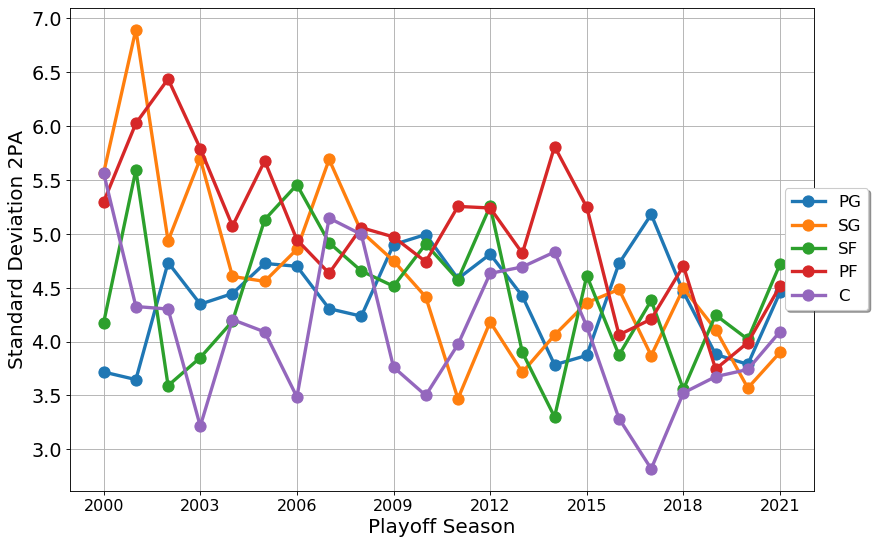 7.0
6.5
6.0
5.5
5.0
4.5
4.0
3.5
3.0
Standard Deviation 2PA
2000 2003 2006 2009 2012 2015 2018 2021
Playoff Season
PG
SG
SF
PF
C